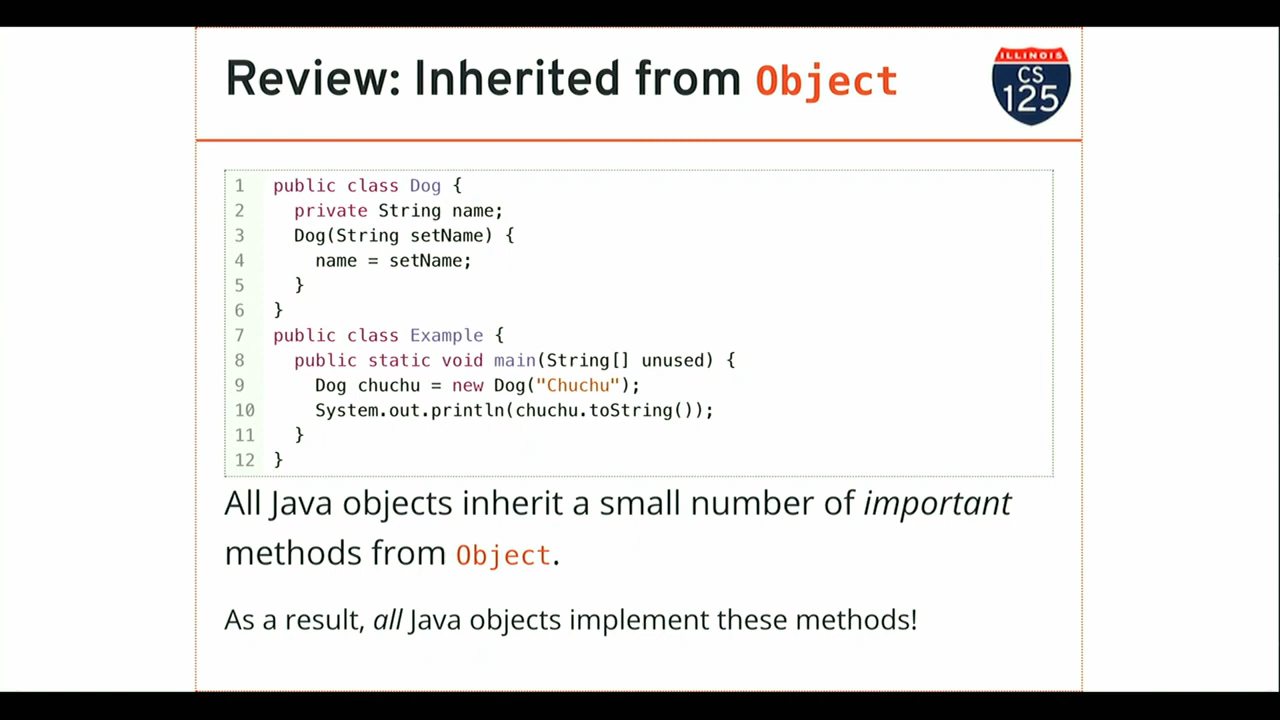 Review: Inherited from Object
ILLINOIS
CS
125
1 public class Dog {
2   private String name;
3   Dog(String setName) {
4     name = setName;
5   }
6 }
7 public class Example {
8   public static void main(String[] unused) {
9     Dog chuchu = new Dog("Chuchu");
10     System.out.println(chuchu.toString());
11   }
12 }
All Java objects inherit a small number of important
methods from Object.
As a result, all Java objects implement these methods!